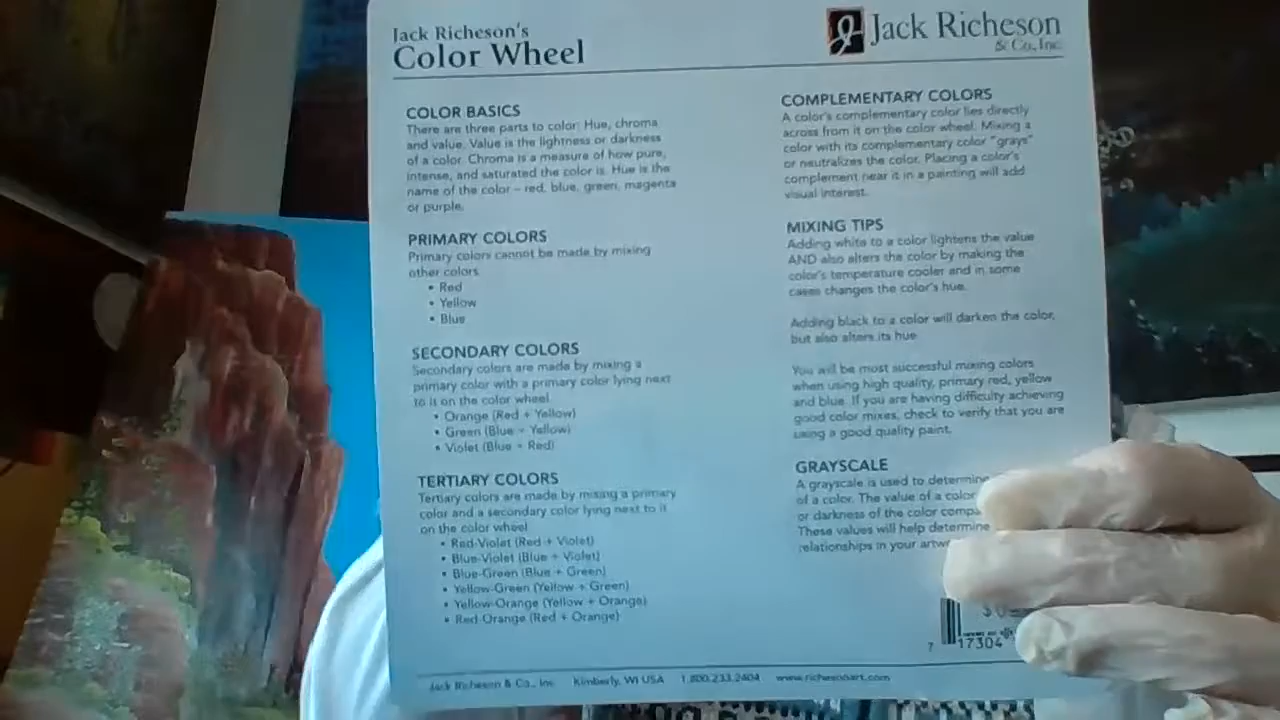 Jack Richeson's
Color Wheel
Jack Richeson
& Co., Inc.
COLOR BASICS
There are three parts to color: Hue, chroma
and value. Value is the lightness or darkness
of a color. Chroma is a measure of how pure,
intense, and saturated the color is. Hue is the
name of the color – red, blue, green, magenta
or purple.
PRIMARY COLORS
Primary colors cannot be made by mixing
other colors.
• Red
• Yellow
• Blue
SECONDARY COLORS
Secondary colors are made by mixing a
primary color with a primary color lying next
to it on the color wheel.
• Orange (Red + Yellow)
• Green (Blue + Yellow)
• Violet (Blue + Red)
TERTIARY COLORS
Tertiary colors are made by mixing a primary
color and a secondary color lying next to it
on the color wheel.
• Red-Violet (Red + Violet)
• Blue-Violet (Blue + Violet)
• Blue-Green (Blue + Green)
• Yellow-Green (Yellow + Green)
• Yellow-Orange (Yellow + Orange)
• Red-Orange (Red + Orange)
COMPLEMENTARY COLORS
A color's complementary color lies directly
across from it on the color wheel. Mixing a
color with its complementary color "grays"
or neutralizes the color. Placing a color's
complement near it in a painting will add
visual interest.
MIXING TIPS
Adding white to a color lightens the value
AND also alters the color by making the
color's temperature cooler and in some
cases changes the color's hue.
Adding black to a color will darken the color,
but also alters its hue.
You will be most successful mixing colors
when using high quality, primary red, yellow
and blue. If you are having difficulty achieving
good color mixes, check to verify that you are
using a good quality paint.
GRAYSCALE
A grayscale is used to determine
of a color. The value of a color
or darkness of the color compa
These values will help determine
relationships in your artw
7 17304
Jack Richeson & Co., Inc. Kimberly, WI USA 1.800.233.2404 www.richesonart.com